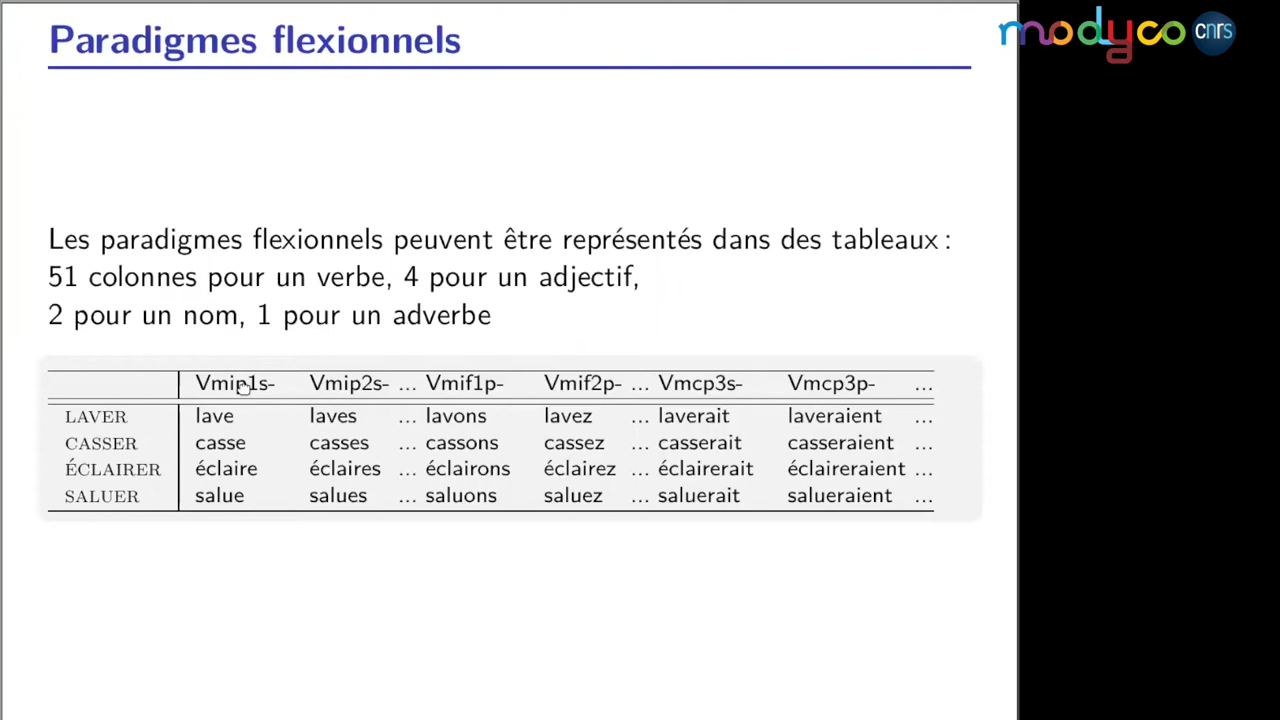 Paradigmes flexionnels
modyco cnrs
Les paradigmes flexionnels peuvent être représentés dans des tableaux :
51 colonnes pour un verbe, 4 pour un adjectif,
2 pour un nom, 1 pour un adverbe
Vmip1s- Vmip2s- ... Vmif1p- Vmif2p- ... Vmcp3s- Vmcp3p- ...
LAVER lave laves ... lavons lavez ... laverait laveraient ...
CASSER casse casses ... cassons cassez ... casserait casseraient ...
ÉCLAIRER éclaire éclaires ... éclairons éclairez ... éclairerait éclaireraient ...
SALUER salue salues ... saluons saluez ... saluerait salueraient ...